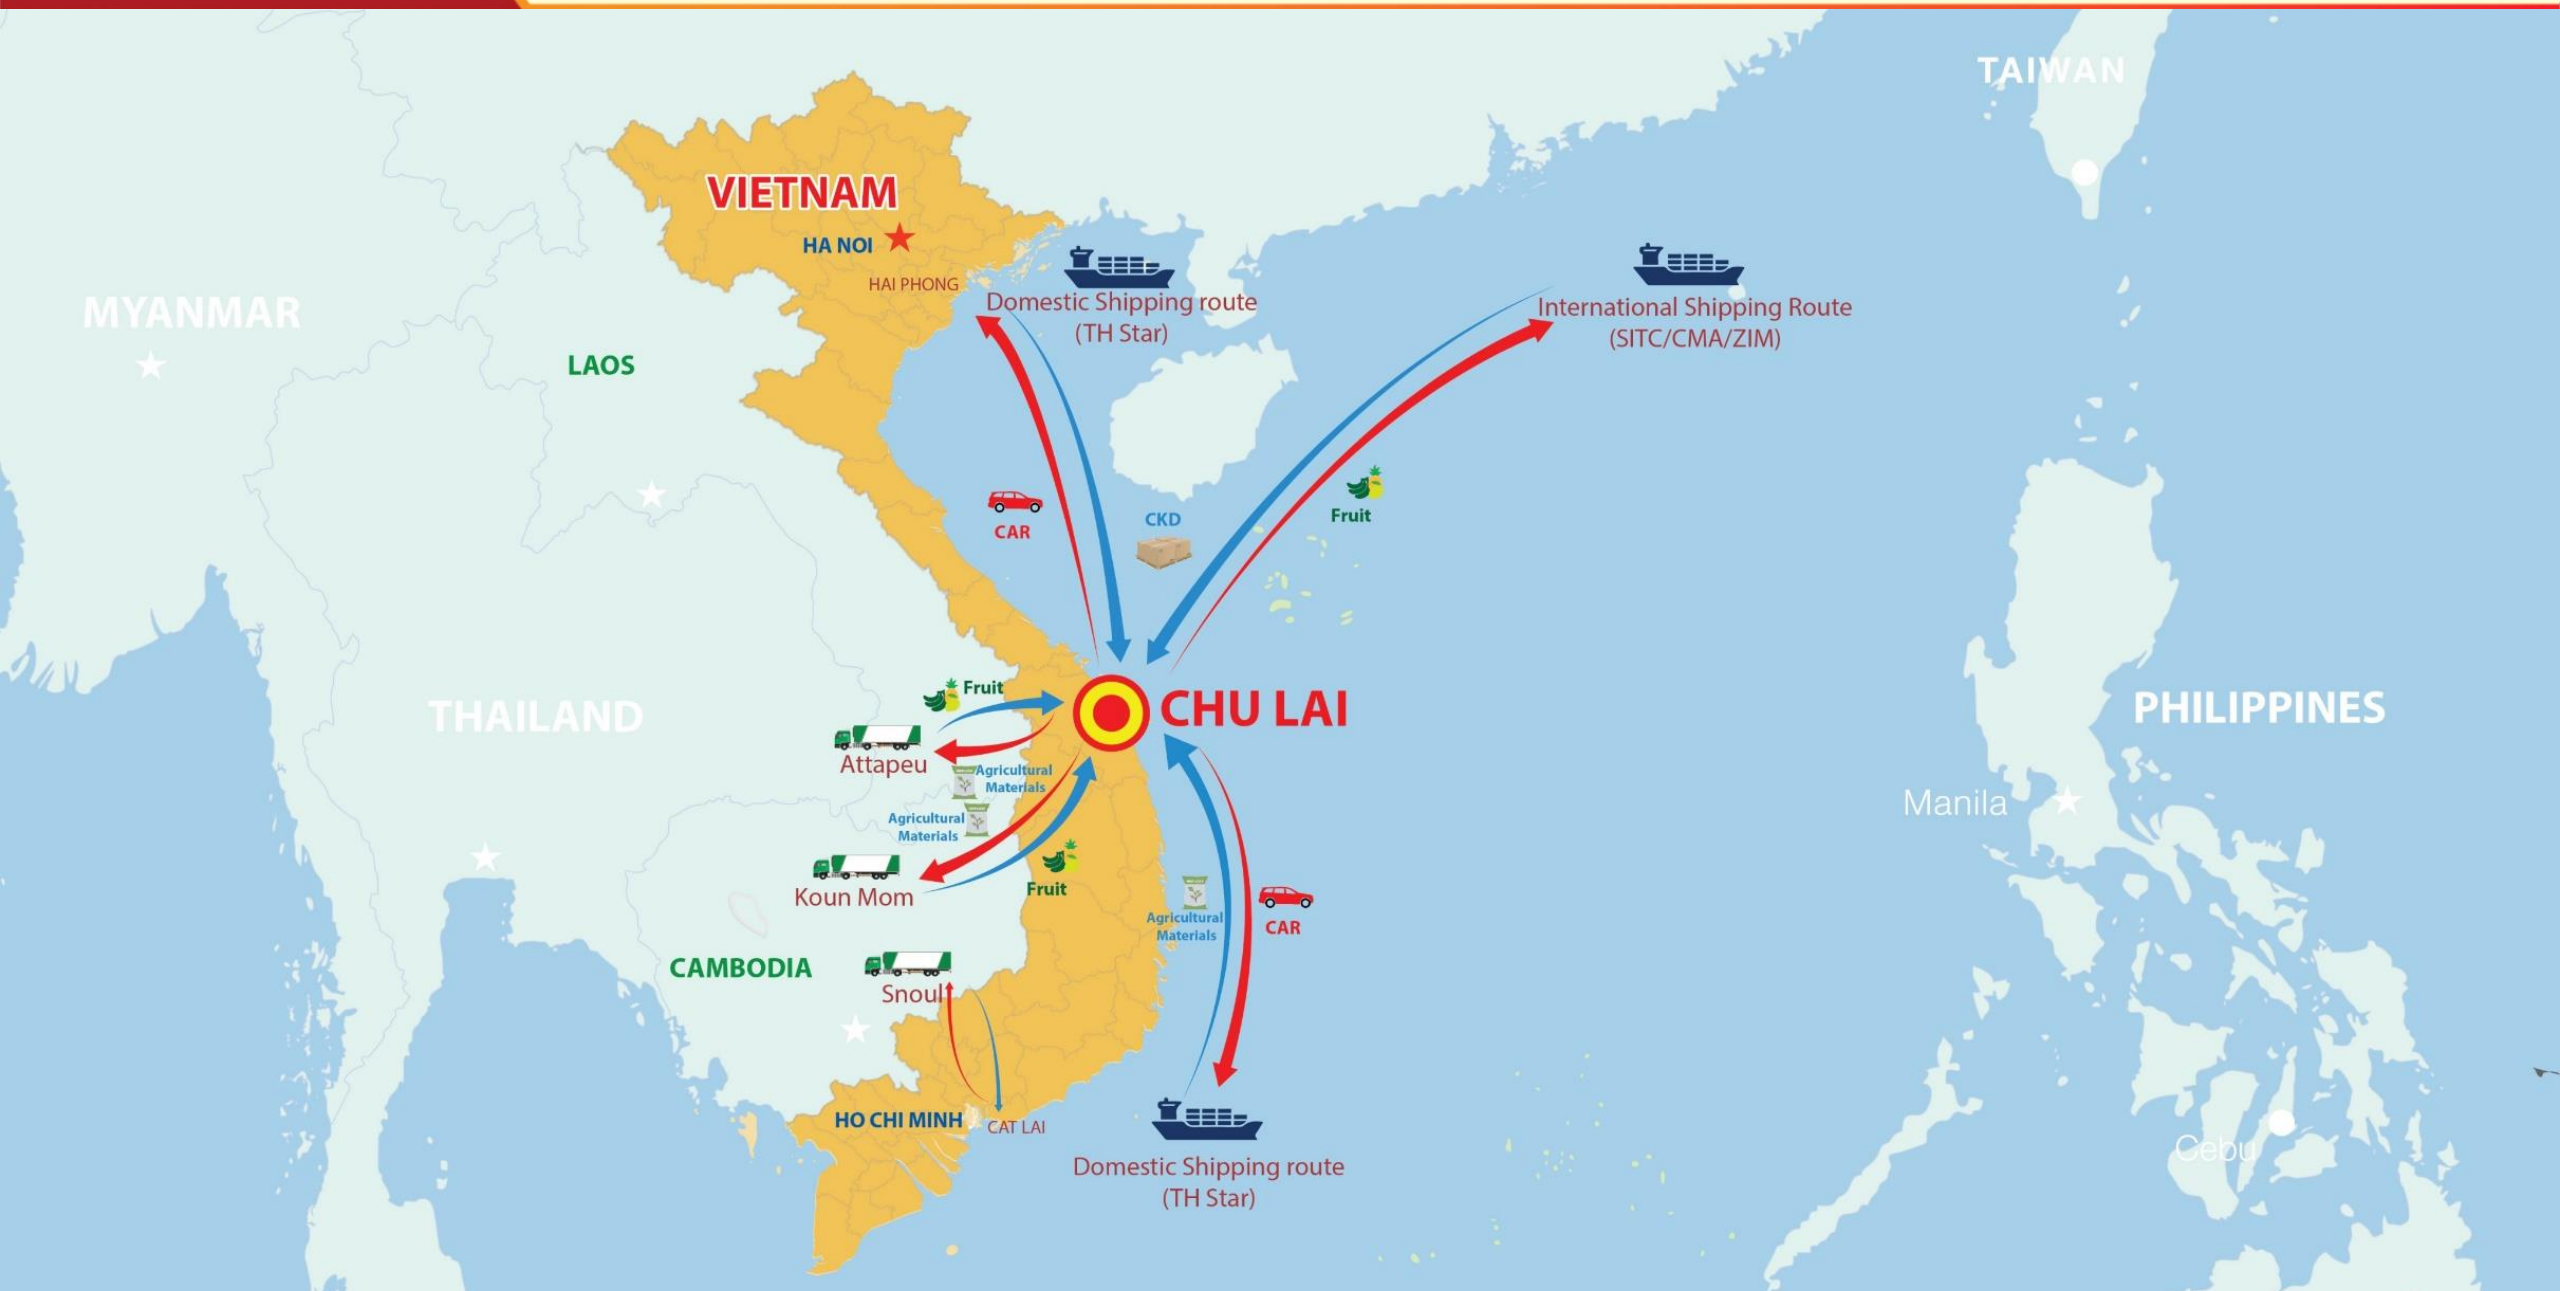 TAIWAN
VIETNAM
HA NOI
HAI PHONG
Domestic Shipping route
(TH Star)
International Shipping Route
(SITC/CMA/ZIM)
MYANMAR
LAOS
CAR
CKD
Fruit
THAILAND
Fruit
CHU LAI
PHILIPPINES
Attapeu
Agricultural
Materials
Agricultural
Materials
Manila
Koun Mom
Fruit
Agricultural
Materials
CAR
CAMBODIA
Snoul
HO CHI MINH
CAT LAI
Cebu
Domestic Shipping route
(TH Star)